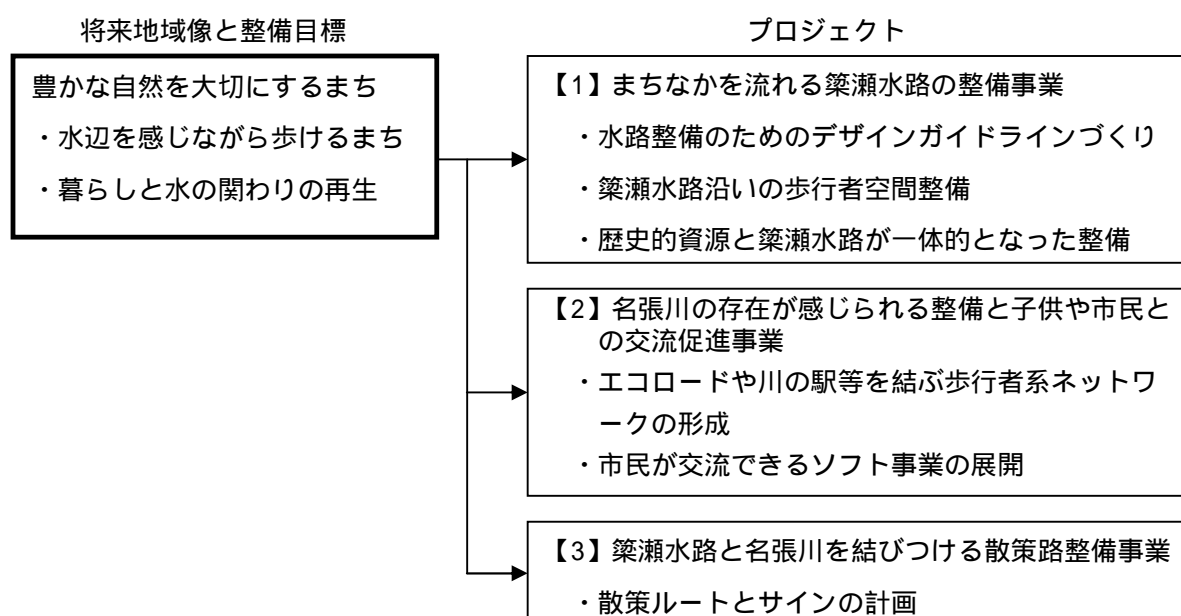 将来地域像と整備目標
豊かな自然を大切にするまち
・水辺を感じながら歩けるまち
・暮らしと水の関わりの再生
プロジェクト
【1】まちなかを流れる簗瀬水路の整備事業
・水路整備のためのデザインガイドラインづくり
・簗瀬水路沿いの歩行者空間整備
・歴史的資源と簗瀬水路が一体的となった整備
【2】名張川の存在が感じられる整備と子供や市民と
の交流促進事業
・エコロードや川の駅等を結ぶ歩行者系ネットワ
ークの形成
・市民が交流できるソフト事業の展開
【3】簗瀬水路と名張川を結びつける散策路整備事業
・散策ルートとサインの計画